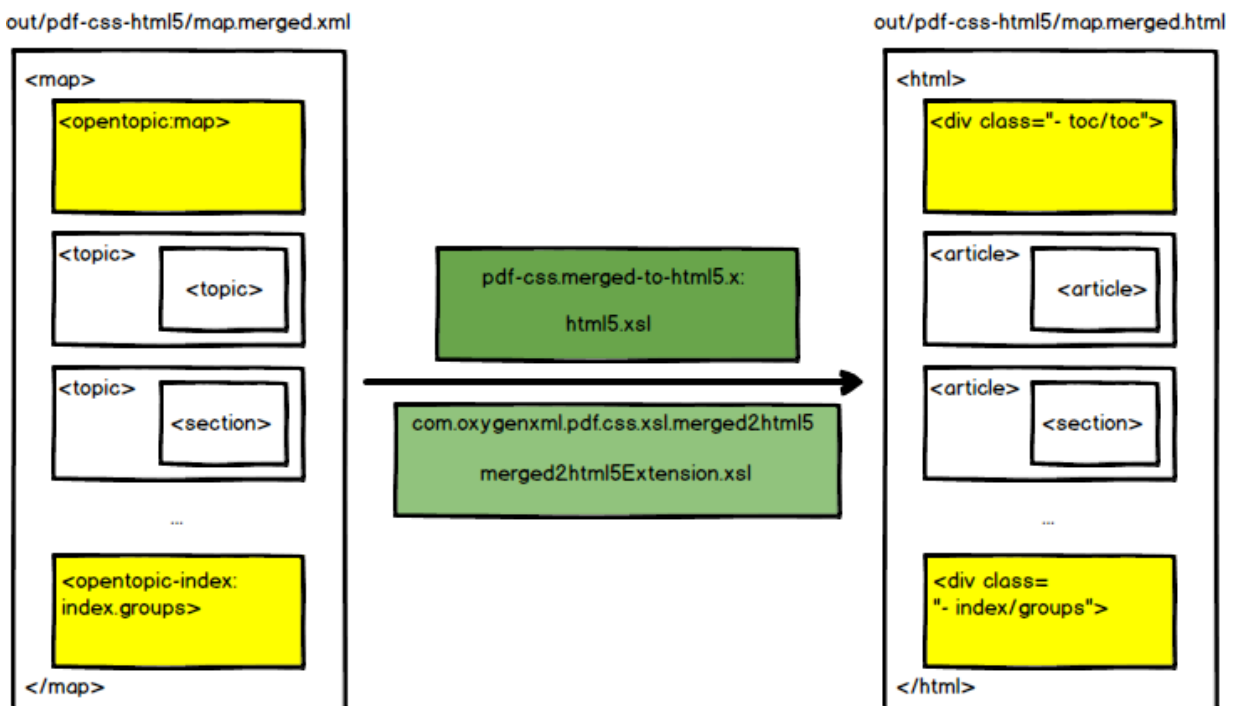 out/pdf-css-html5/map.merged.xml
<map>
<opentopic:map>
<topic>
<topic>
<topic>
<section>
...
<opentopic-index:
index.groups>
</map>
pdf-css.merged-to-html5.x:
html5.xsl
com.oxygenxml.pdf.css.xsl.merged2html5
merged2html5Extension.xsl
out/pdf-css-html5/map.merged.html
<html>
<div class="- toc/toc">
<article>
<article>
<article>
<section>
...
<div class=
"- index/groups">
</html>